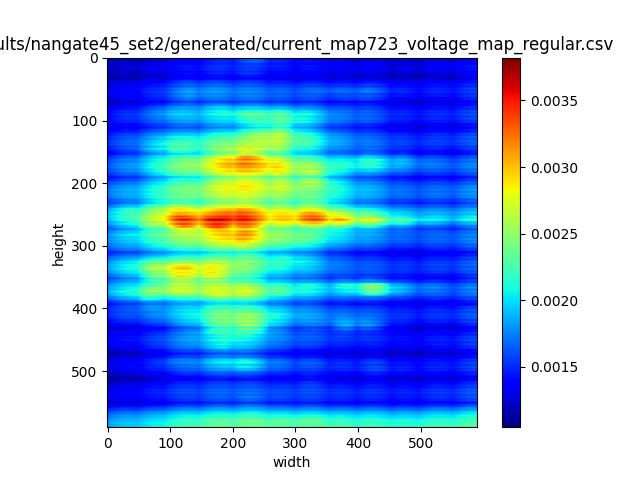 ults/nangate45_set2/generated/current_map723_voltage_map_regular.csv
0
100
200
300
400
500
height
0 100 200 300 400 500
width
0.0035
0.0030
0.0025
0.0020
0.0015